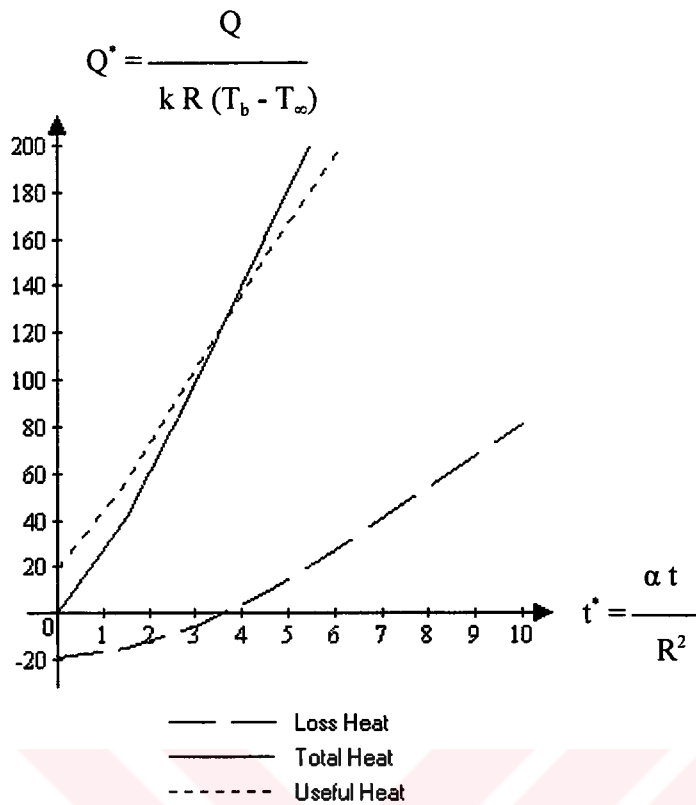 Q* = Q / k R (T_b - T_∞)
200
180
160
140
120
100
80
60
40
20
0
-20
1 2 3 4 5 6 7 8 9 10
t* = α t / R²
Loss Heat
Total Heat
Useful Heat